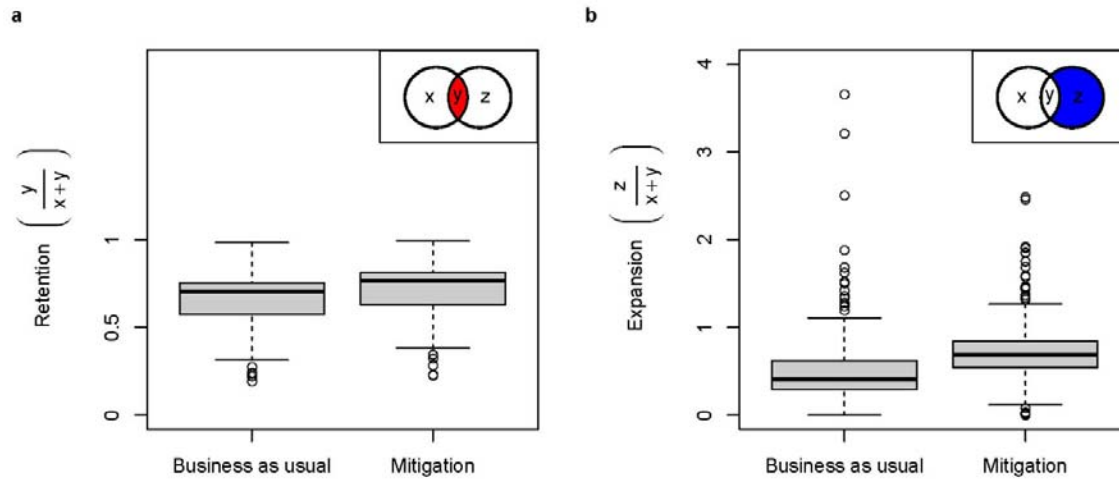 a
x y z
Retention ( y / x + y )
1
0.5
0
Business as usual
Mitigation
b
x y z
Expansion ( z / x + y )
4
3
2
1
0
Business as usual
Mitigation